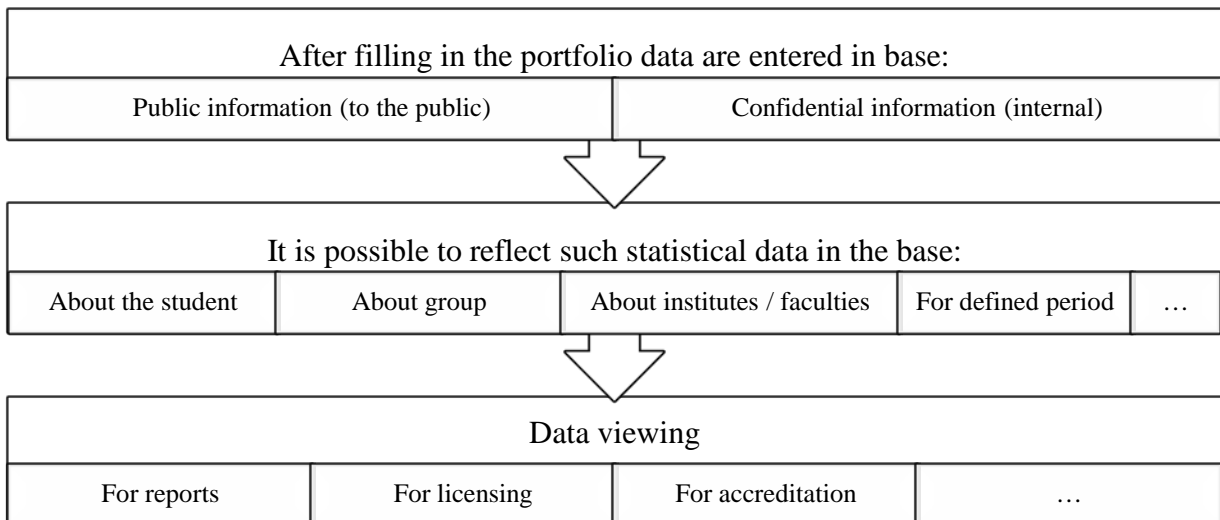 After filling in the portfolio data are entered in base:
Public information (to the public)
Confidential information (internal)
It is possible to reflect such statistical data in the base:
About the student
About group
About institutes / faculties
For defined period
…
Data viewing
For reports
For licensing
For accreditation
…